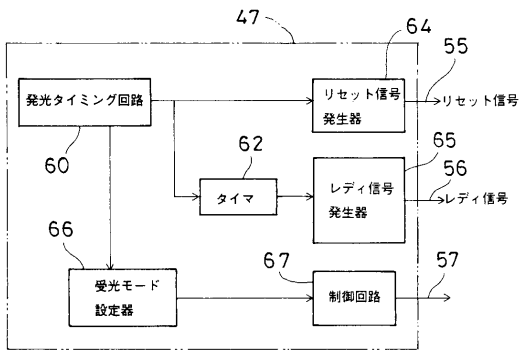 47
64
55
発光タイミング回路
リセット信号
発生器
リセット信号
60
62
65
56
タイマ
レディ信号
発生器
レディ信号
66
67
57
受光モード
設定器
制御回路